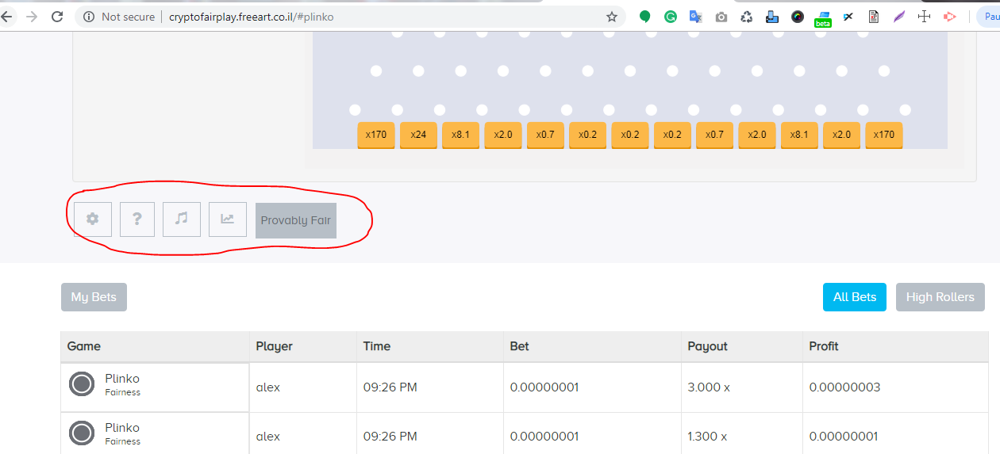 Not secure cryptofairplay.freeart.co.il/#plinko
beta
Pau
x170 x24 x8.1 x2.0 x0.7 x0.2 x0.2 x0.2 x0.7 x2.0 x8.1 x2.0 x170
? Provably Fair
My Bets All Bets High Rollers
Game Player Time Bet Payout Profit
Plinko
Fairness
alex 09:26 PM 0.00000001 3.000 x 0.00000003
Plinko
Fairness
alex 09:26 PM 0.00000001 1.300 x 0.00000001